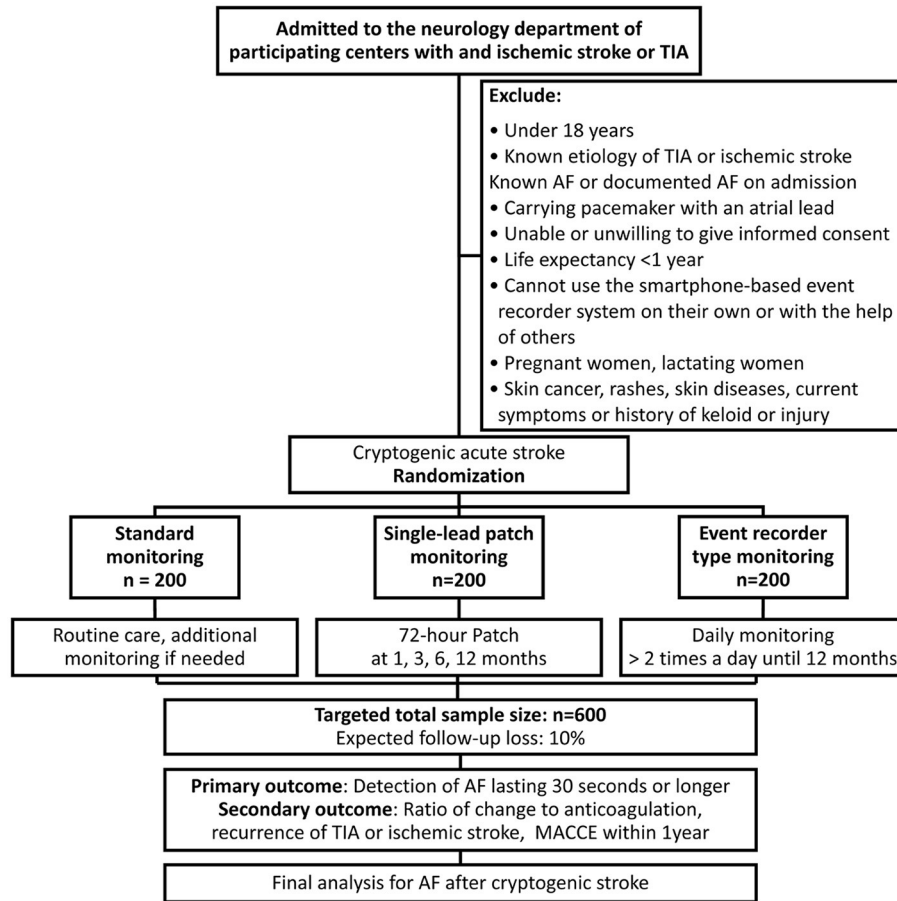 Admitted to the neurology department of
participating centers with and ischemic stroke or TIA
Exclude:
• Under 18 years
• Known etiology of TIA or ischemic stroke
Known AF or documented AF on admission
• Carrying pacemaker with an atrial lead
• Unable or unwilling to give informed consent
• Life expectancy <1 year
• Cannot use the smartphone-based event
recorder system on their own or with the help
of others
• Pregnant women, lactating women
• Skin cancer, rashes, skin diseases, current
symptoms or history of keloid or injury
Cryptogenic acute stroke
Randomization
Standard
monitoring
n = 200
Single-lead patch
monitoring
n=200
Event recorder
type monitoring
n=200
Routine care, additional
monitoring if needed
72-hour Patch
at 1, 3, 6, 12 months
Daily monitoring
> 2 times a day until 12 months
Targeted total sample size: n=600
Expected follow-up loss: 10%
Primary outcome: Detection of AF lasting 30 seconds or longer
Secondary outcome: Ratio of change to anticoagulation,
recurrence of TIA or ischemic stroke, MACCE within 1year
Final analysis for AF after cryptogenic stroke